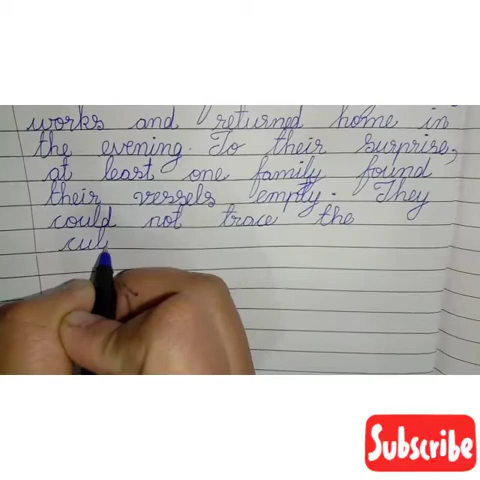 works and returned home in
the evening. To their surprise,
at least one family found
their vessels empty. They
could not trace the
cul
Subscribe